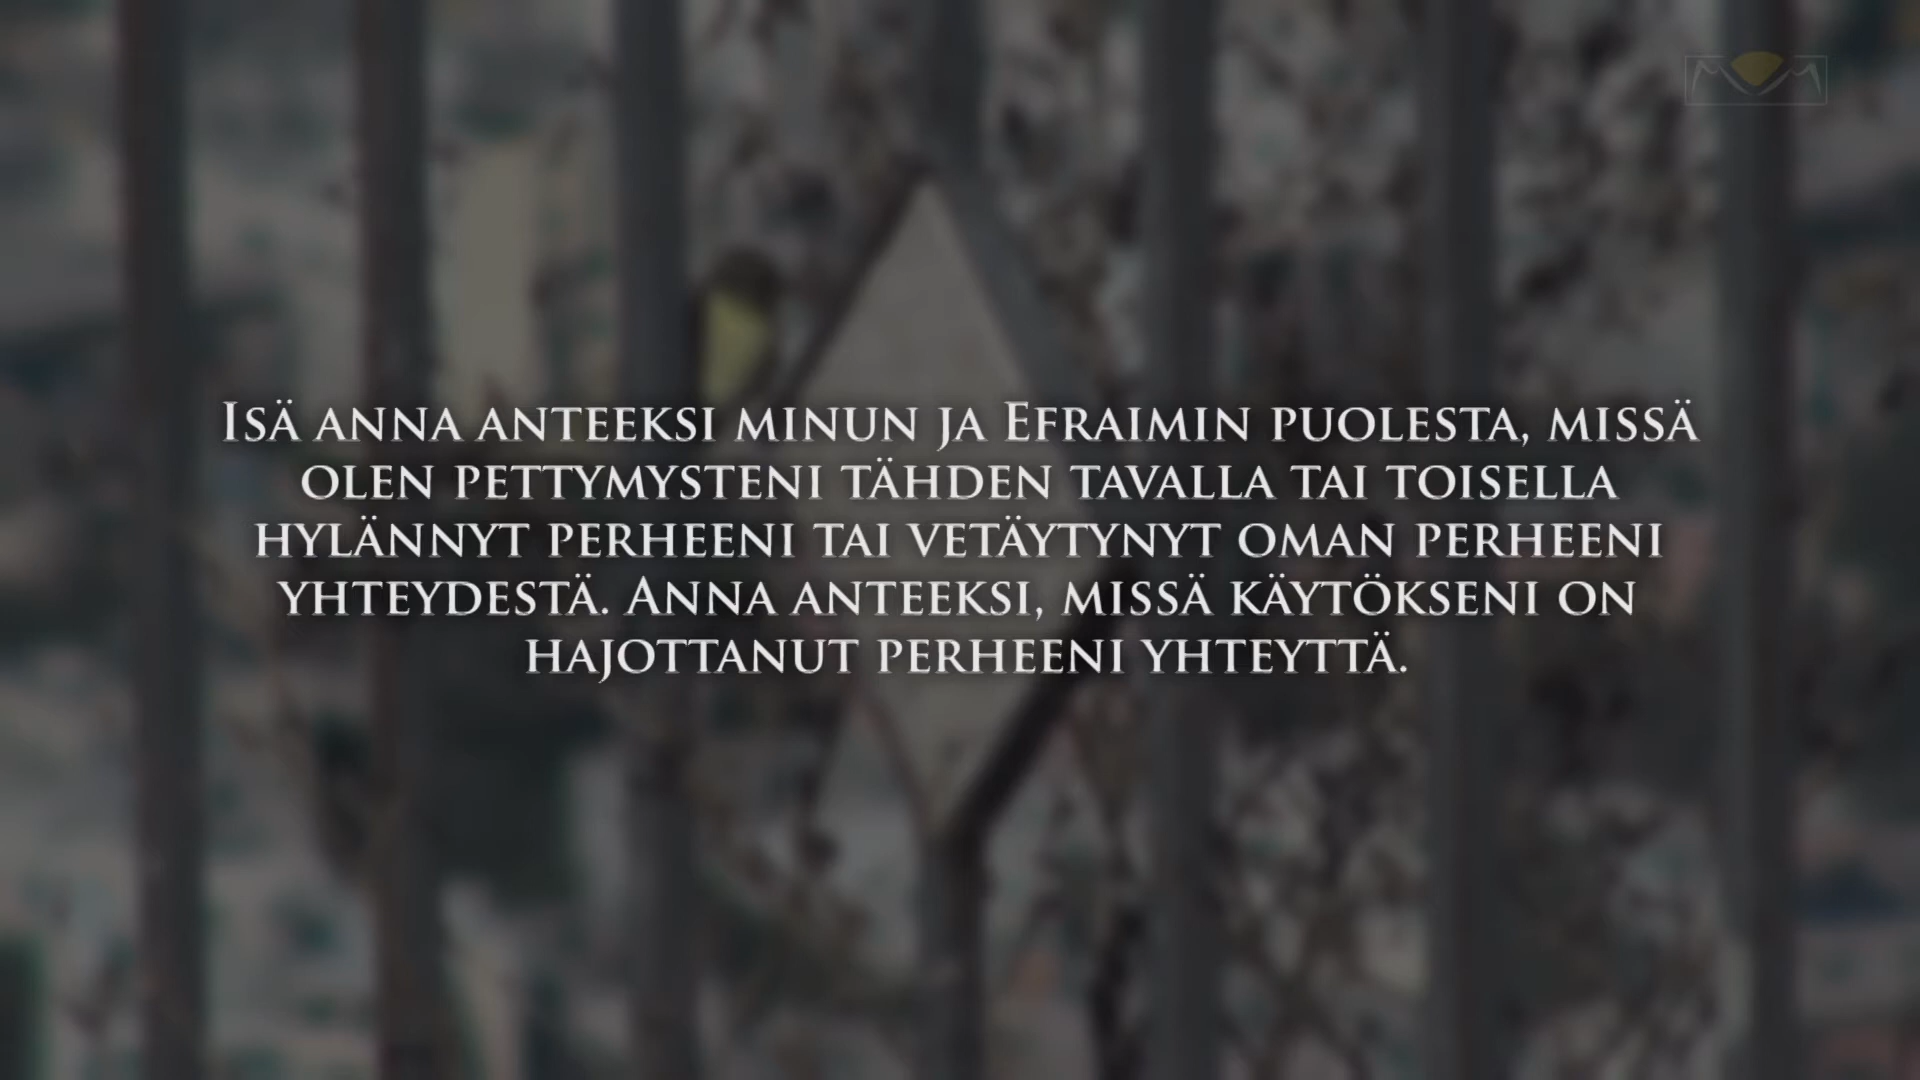 Isä anna anteeksi minun ja Efraimin puolesta, missä
olen pettymysteni tähden tavalla tai toisella
hylännyt perheeni tai vetäytynyt oman perheeni
yhteydestä. Anna anteeksi, missä käytökseni on
hajottanut perheeni yhteyttä.